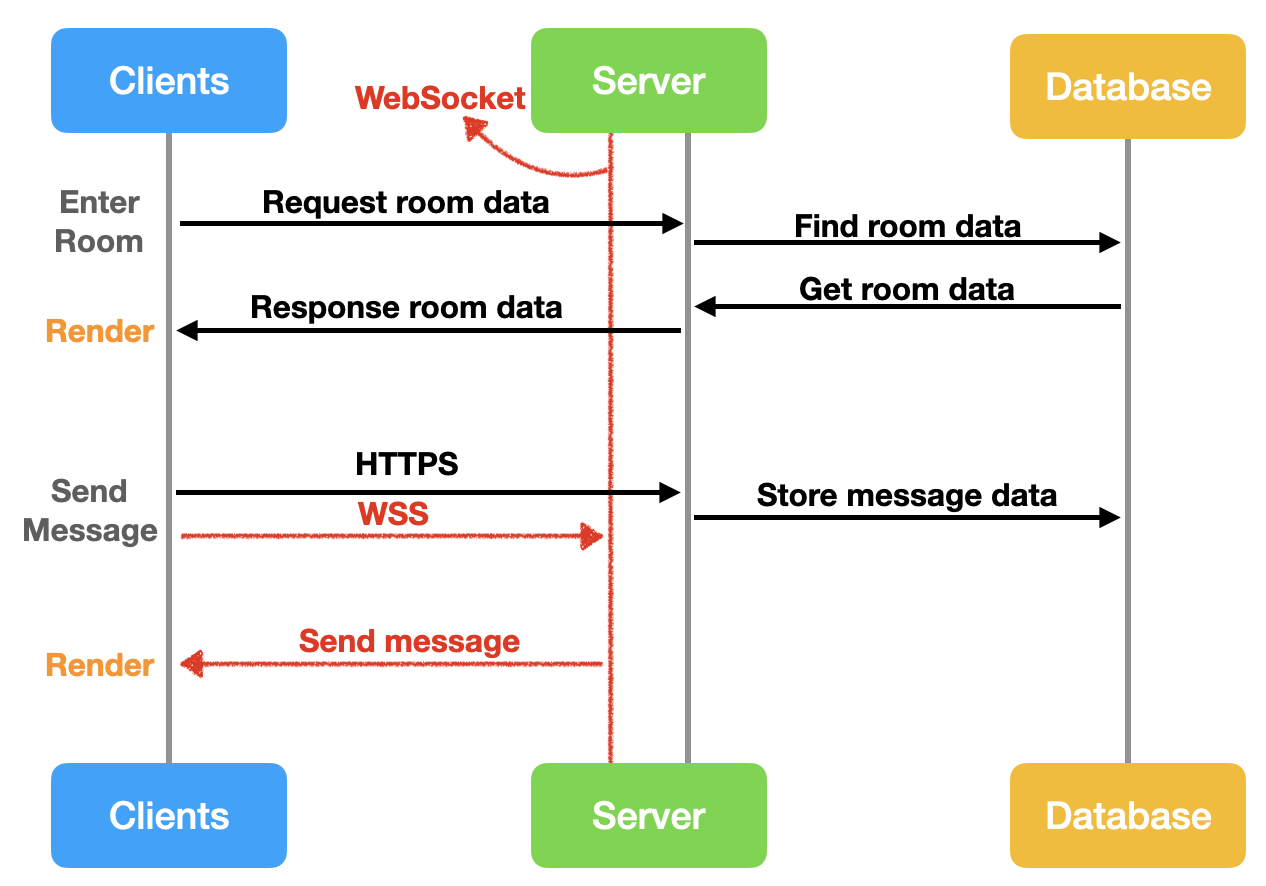 Clients
Server
Database
WebSocket
Enter
Room
Request room data
Find room data
Get room data
Response room data
Render
HTTPS
Send
Message
WSS
Store message data
Send message
Render
Clients
Server
Database